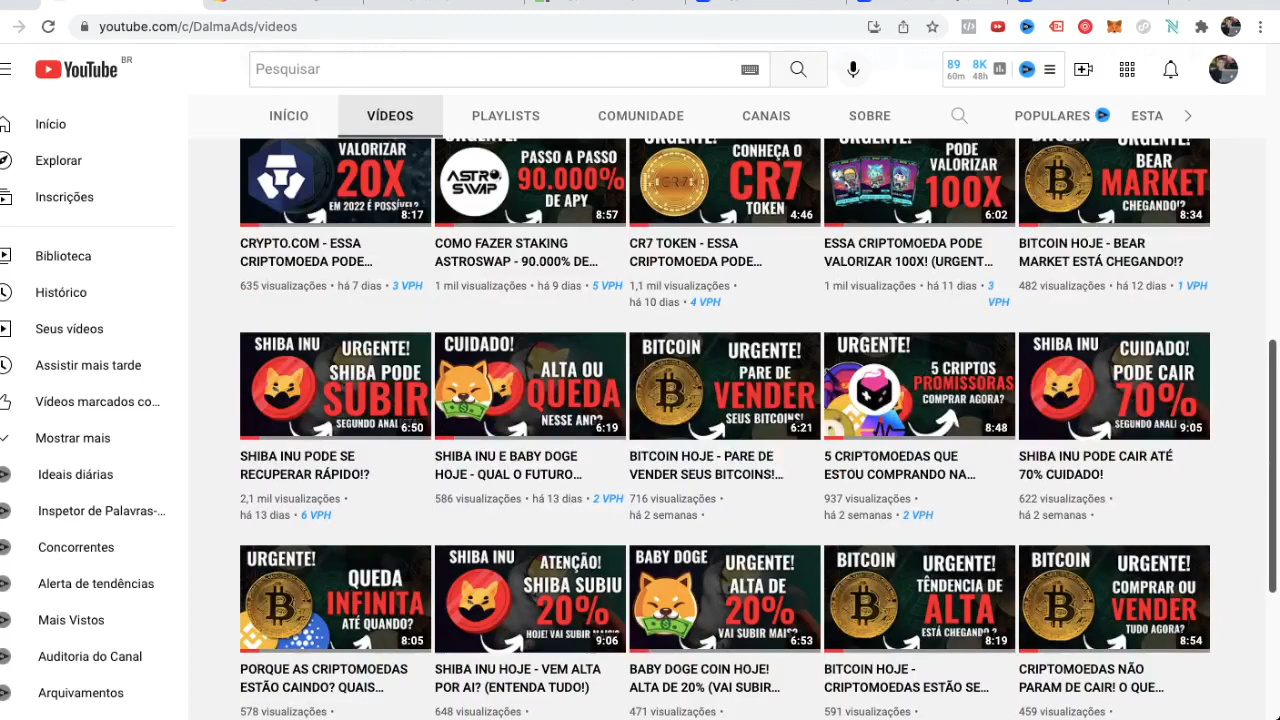 youtube.com/c/DalmaAds/videos
YouTube BR
Pesquisar
89 8K
60m 48h
INÍCIO VÍDEOS PLAYLISTS COMUNIDADE CANAIS SOBRE POPULARES ESTA
Início
Explorar
Inscrições
Biblioteca
Histórico
Seus vídeos
Assistir mais tarde
Vídeos marcados co...
Mostrar mais
Ideais diárias
Inspetor de Palavras-...
Concorrentes
Alerta de tendências
Mais Vistos
Auditoria do Canal
Arquivamentos
VALORIZAR
20X
EM 2022 É POSSÍVEL?
8:17
CRYPTO.COM - ESSA
CRIPTOMOEDA PODE...
635 visualizações • há 7 dias • 3 VPH
URGENTE!
ASTRO
SWAP
PASSO A PASSO
90.000%
DE APY
8:57
COMO FAZER STAKING
ASTROSWAP - 90.000% DE...
1 mil visualizações • há 9 dias • 5 VPH
URGENTE!
CR7
CONHEÇA O
CR7
TOKEN
4:46
CR7 TOKEN - ESSA
CRIPTOMOEDA PODE...
1,1 mil visualizações •
há 10 dias • 4 VPH
URGENTE!
PODE
VALORIZAR
100X
6:02
ESSA CRIPTOMOEDA PODE
VALORIZAR 100X! (URGENT...
1 mil visualizações • há 11 dias • 3
VPH
URGENTE!
BEAR
MARKET
CHEGANDO!?
8:34
BITCOIN HOJE - BEAR
MARKET ESTÁ CHEGANDO!?
482 visualizações • há 12 dias • 1 VPH
SHIBA INU
URGENTE!
SHIBA PODE
SUBIR
SEGUNDO ANALI
6:50
SHIBA INU PODE SE
RECUPERAR RÁPIDO!?
2,1 mil visualizações •
há 13 dias • 6 VPH
CUIDADO!
ALTA OU
QUEDA
NESSE ANO?
6:19
SHIBA INU E BABY DOGE
HOJE - QUAL O FUTURO...
586 visualizações • há 13 dias • 2 VPH
BITCOIN
URGENTE!
PARE DE
VENDER
SEUS BITCOINS!
6:21
BITCOIN HOJE - PARE DE
VENDER SEUS BITCOINS!...
716 visualizações •
há 2 semanas •
URGENTE!
5 CRIPTOS
PROMISSORAS
COMPRAR AGORA?
8:48
5 CRIPTOMOEDAS QUE
ESTOU COMPRANDO NA...
937 visualizações •
há 2 semanas • 2 VPH
SHIBA INU
CUIDADO!
PODE CAIR
70%
SEGUNDO ANALI
9:05
SHIBA INU PODE CAIR ATÉ
70% CUIDADO!
622 visualizações •
há 2 semanas •
URGENTE!
QUEDA
INFINITA
ATÉ QUANDO?
8:05
PORQUE AS CRIPTOMOEDAS
ESTÃO CAINDO? QUAIS...
578 visualizações •
SHIBA INU
ATENÇÃO!
SHIBA SUBIU
20%
HOJE! VAI SUBIR MAIS?
9:06
SHIBA INU HOJE - VEM ALTA
POR AI? (ENTENDA TUDO!)
648 visualizações •
BABY DOGE
URGENTE!
ALTA DE
20%
VAI SUBIR MAIS?
6:53
BABY DOGE COIN HOJE!
ALTA DE 20% (VAI SUBIR...
471 visualizações •
BITCOIN
URGENTE!
TÊNDENCIA DE
ALTA
ESTÁ CHEGANDO
8:19
BITCOIN HOJE -
CRIPTOMOEDAS ESTÃO SE...
591 visualizações •
BITCOIN
URGENTE!
COMPRAR OU
VENDER
TUDO AGORA?
8:54
CRIPTOMOEDAS NÃO
PARAM DE CAIR! O QUE...
459 visualizações •